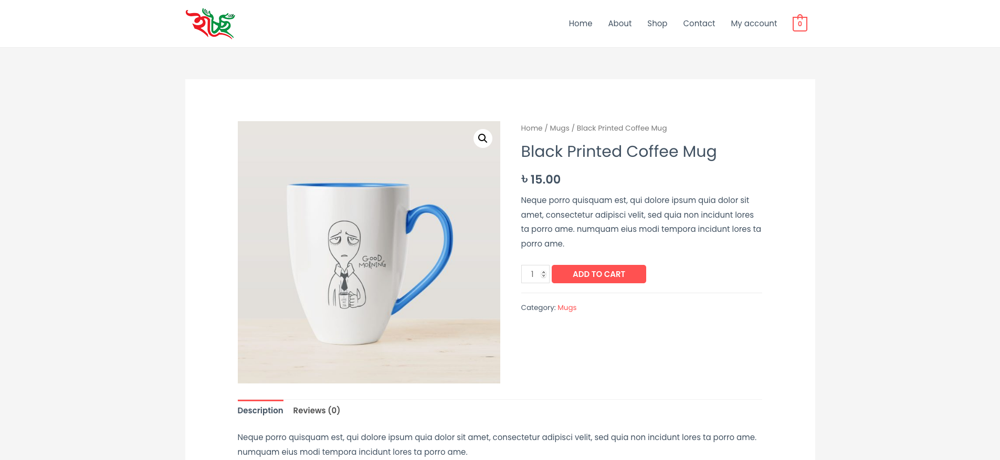 Home About Shop Contact My account 0
Home / Mugs / Black Printed Coffee Mug
Black Printed Coffee Mug
৳ 15.00
Neque porro quisquam est, qui dolore ipsum quia dolor sit
amet, consectetur adipisci velit, sed quia non incidunt lores
ta porro ame. numquam eius modi tempora incidunt lores ta
porro ame.
GOOD
MORNING
I
LOVE
MY
JOB
1 ADD TO CART
Category: Mugs
Description Reviews (0)
Neque porro quisquam est, qui dolore ipsum quia dolor sit amet, consectetur adipisci velit, sed quia non incidunt lores ta porro ame.
numquam eius modi tempora incidunt lores ta porro ame.